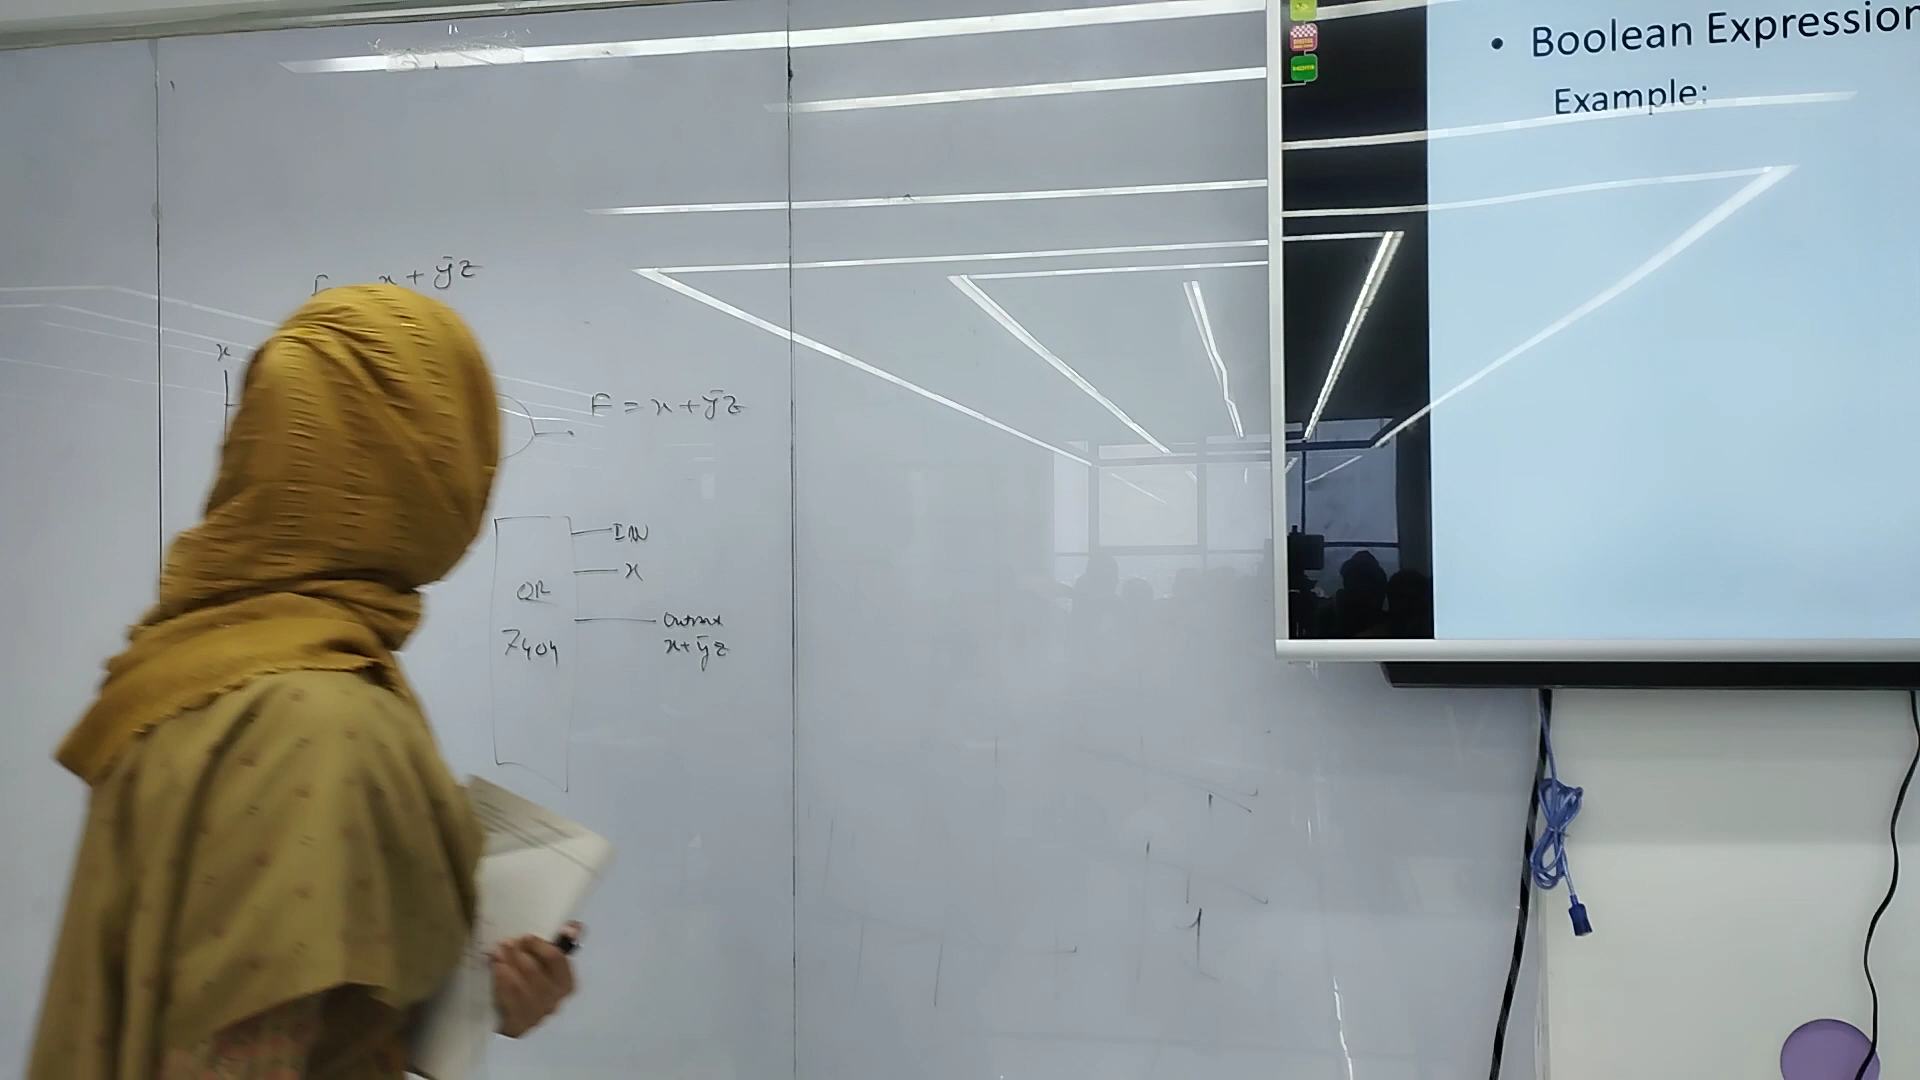 • Boolean Expression
Example:
x + ȳz
x
F = x + ȳz
IN
x
OR
7404
Output
x + ȳz